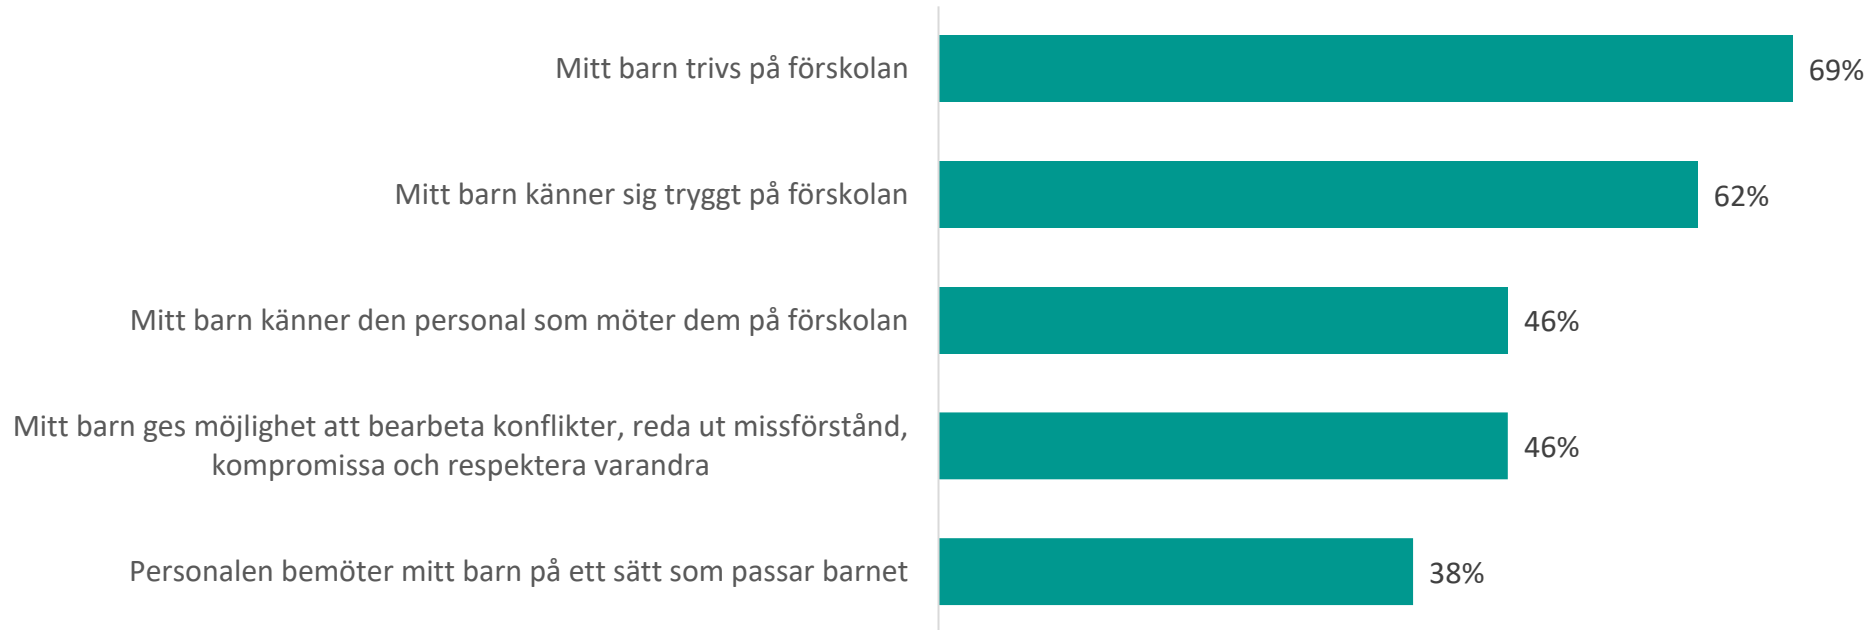 Mitt barn trivs på förskolan
69%
Mitt barn känner sig tryggt på förskolan
62%
Mitt barn känner den personal som möter dem på förskolan
46%
Mitt barn ges möjlighet att bearbeta konflikter, reda ut missförstånd,
kompromissa och respektera varandra
46%
Personalen bemöter mitt barn på ett sätt som passar barnet
38%